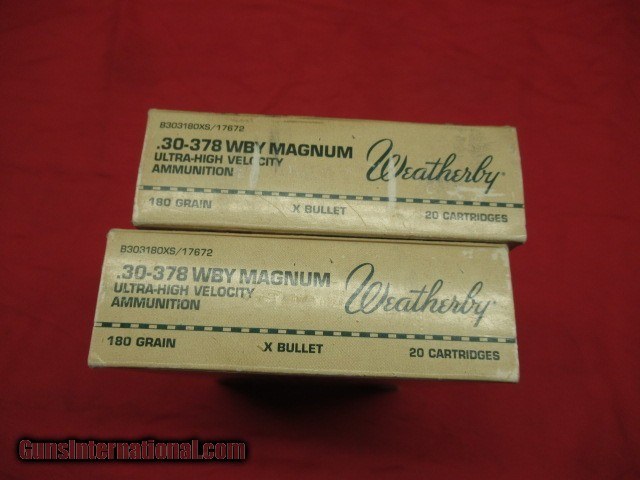 B303180XS/17672
.30-378 WBY MAGNUM
ULTRA-HIGH VELOCITY
AMMUNITION
Weatherby®
180 GRAIN X BULLET 20 CARTRIDGES
B303180XS/17672
.30-378 WBY MAGNUM
ULTRA-HIGH VELOCITY
AMMUNITION
Weatherby®
180 GRAIN X BULLET 20 CARTRIDGES
GunsInternational.com